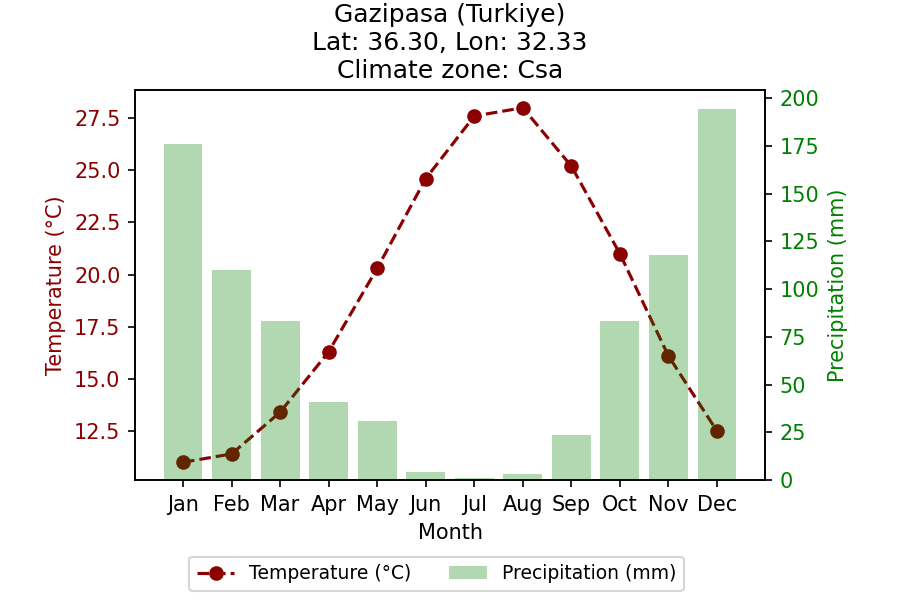 Gazipasa (Turkiye)
Lat: 36.30, Lon: 32.33
Climate zone: Csa
27.5
25.0
22.5
20.0
17.5
15.0
12.5
Temperature (°C)
200
175
150
125
100
75
50
25
0
Precipitation (mm)
Jan Feb Mar Apr May Jun Jul Aug Sep Oct Nov Dec
Month
Temperature (°C) Precipitation (mm)